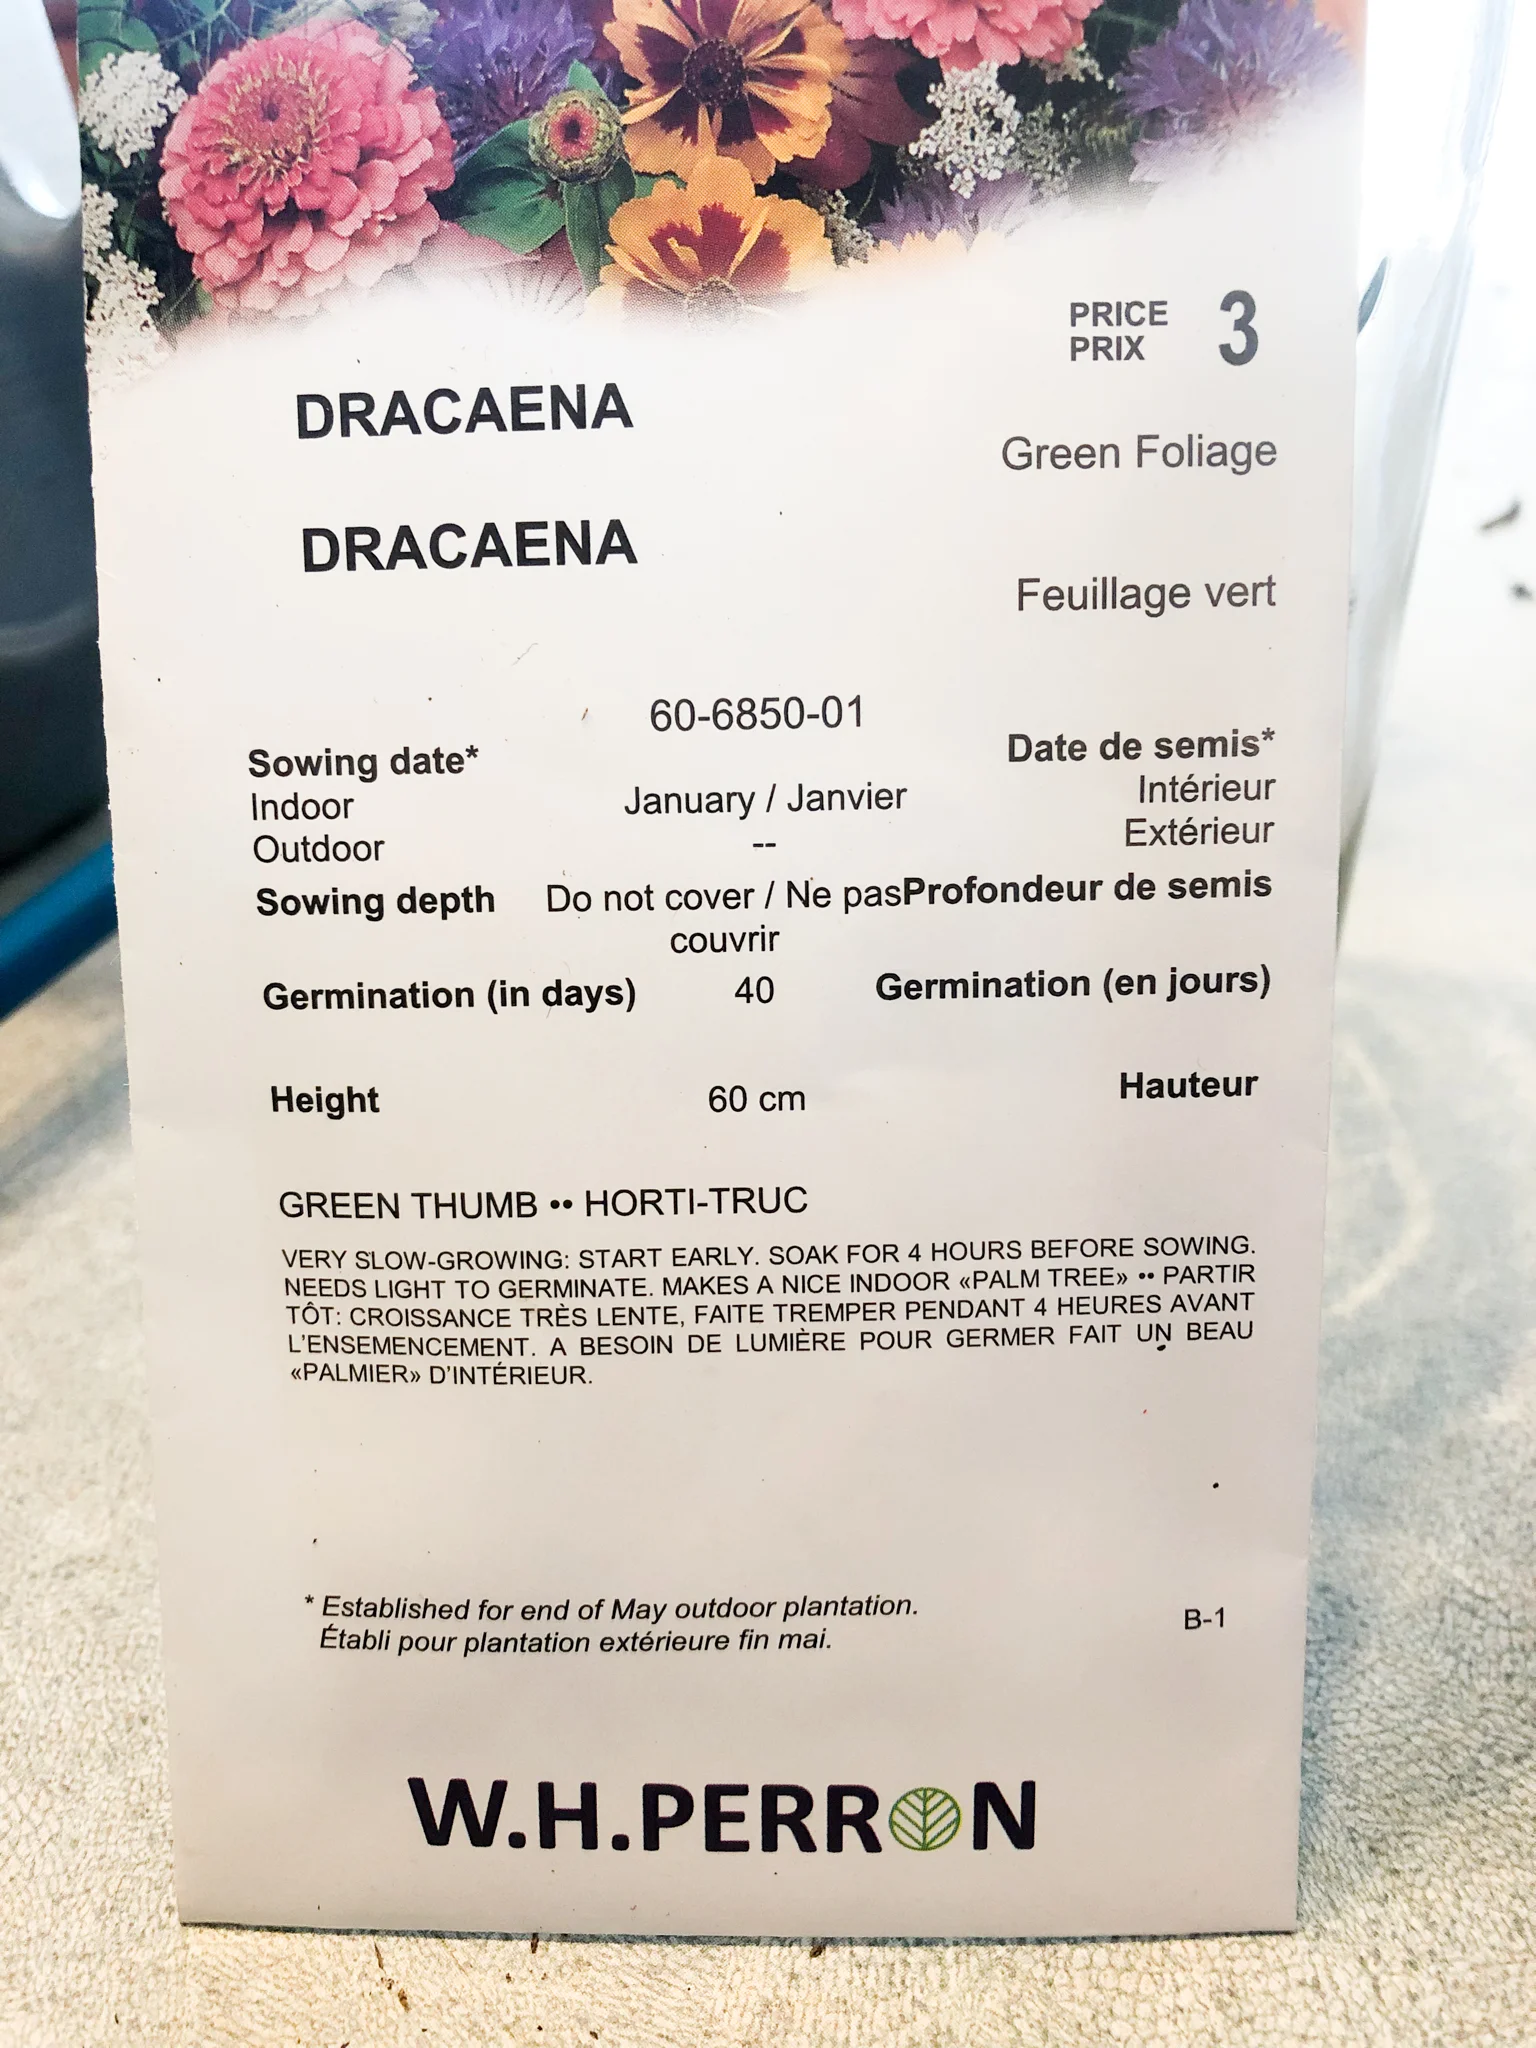 PRICE
PRIX 3
DRACAENA
Green Foliage
DRACAENA
Feuillage vert
60-6850-01
Sowing date* Date de semis*
Indoor January / Janvier Intérieur
Outdoor -- Extérieur
Sowing depth Do not cover / Ne pas Profondeur de semis
couvrir
Germination (in days) 40 Germination (en jours)
Height 60 cm Hauteur
GREEN THUMB •• HORTI-TRUC
VERY SLOW-GROWING: START EARLY. SOAK FOR 4 HOURS BEFORE SOWING.
NEEDS LIGHT TO GERMINATE. MAKES A NICE INDOOR «PALM TREE» •• PARTIR
TÔT: CROISSANCE TRÈS LENTE, FAITE TREMPER PENDANT 4 HEURES AVANT
L'ENSEMENCEMENT. A BESOIN DE LUMIÈRE POUR GERMER FAIT UN BEAU
«PALMIER» D'INTÉRIEUR.
* Established for end of May outdoor plantation.
Établi pour plantation extérieure fin mai.
B-1
W.H.PERRON